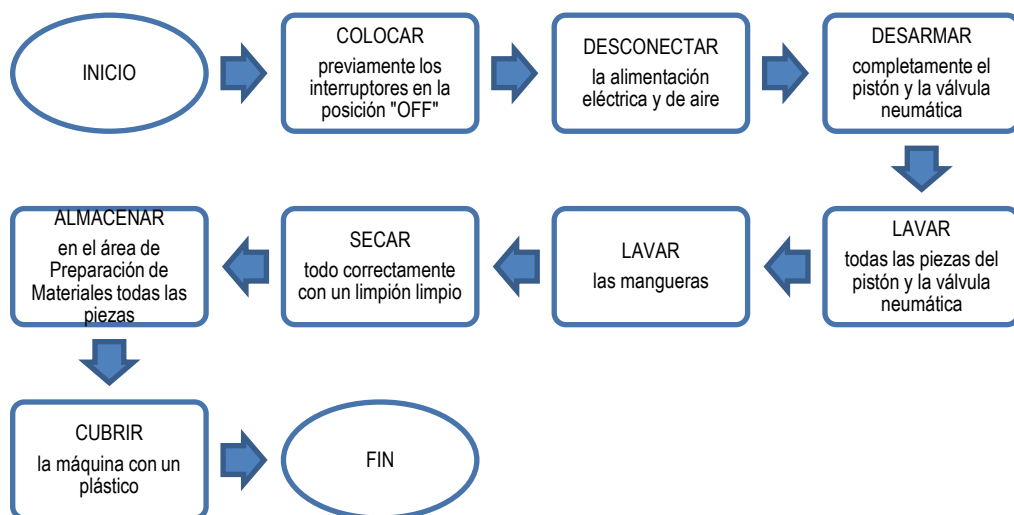 INICIO
COLOCAR
previamente los
interruptores en la
posición "OFF"
DESCONECTAR
la alimentación
eléctrica y de aire
DESARMAR
completamente el
pistón y la válvula
neumática
LAVAR
todas las piezas del
pistón y la válvula
neumática
LAVAR
las mangueras
SECAR
todo correctamente
con un limpión limpio
ALMACENAR
en el área de
Preparación de
Materiales todas las
piezas
CUBRIR
la máquina con un
plástico
FIN